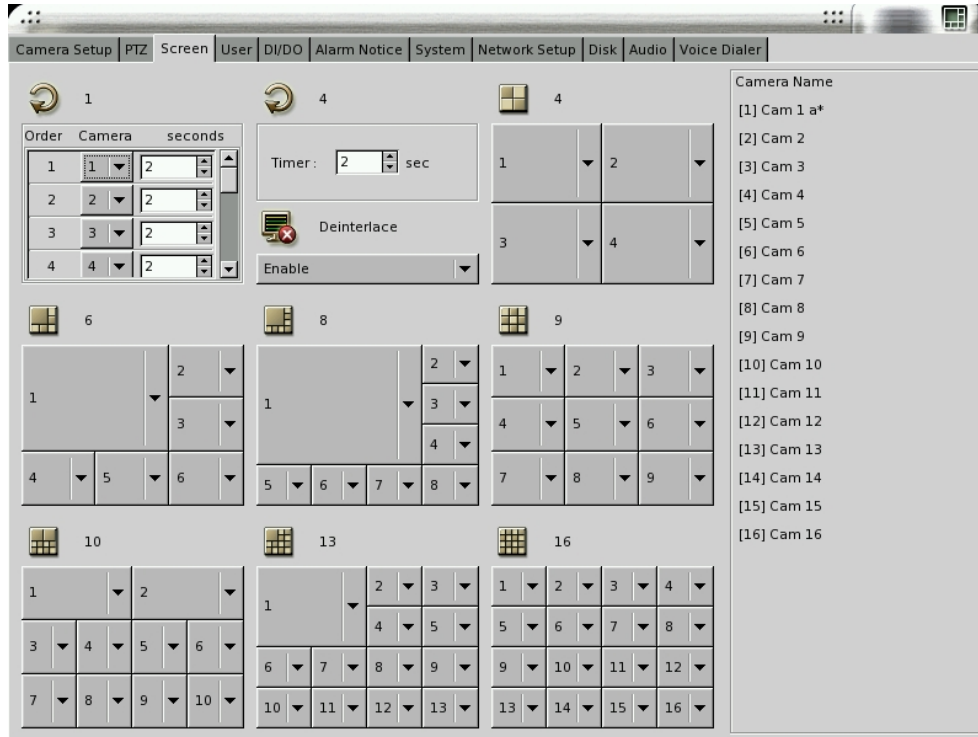 Camera Setup PTZ Screen User DI/DO Alarm Notice System Network Setup Disk Audio Voice Dialer
1
Order Camera seconds
1 1 2
2 2 2
3 3 2
4 4 2
4
Timer : 2 sec
Deinterlace
Enable
4
1 2
3 4
6
1 2
3
4 5 6
8
1 2
3
4
5 6 7 8
9
1 2 3
4 5 6
7 8 9
10
1 2
3 4 5 6
7 8 9 10
13
1 2 3
4 5
6 7 8 9
10 11 12 13
16
1 2 3 4
5 6 7 8
9 10 11 12
13 14 15 16
Camera Name
[1] Cam 1 a*
[2] Cam 2
[3] Cam 3
[4] Cam 4
[5] Cam 5
[6] Cam 6
[7] Cam 7
[8] Cam 8
[9] Cam 9
[10] Cam 10
[11] Cam 11
[12] Cam 12
[13] Cam 13
[14] Cam 14
[15] Cam 15
[16] Cam 16